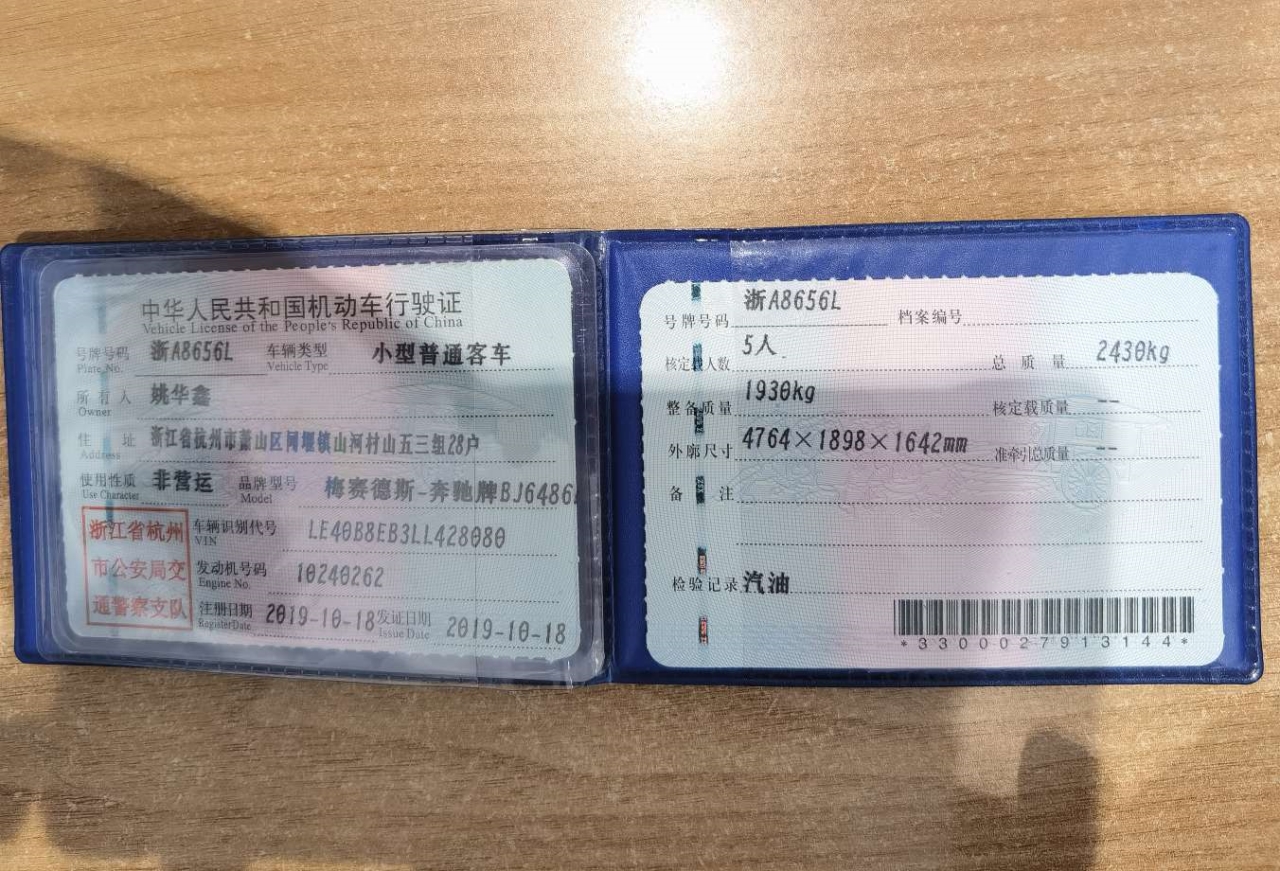 中华人民共和国机动车行驶证
Vehicle License of the People's Republic of China
号牌号码 浙A8656L 车辆类型 小型普通客车
Plate No. Vehicle Type
所有人 姚华鑫
Owner
住址 浙江省杭州市萧山区闻堰镇山河村山五三组28户
Address
使用性质 非营运 品牌型号 梅赛德斯-奔驰牌BJ6486
Use Character Model
浙江省杭州
市公安局交
通警察支队
车辆识别代号 LE40B8EB3LL428080
VIN
发动机号码 10240262
Engine No.
注册日期 2019-10-18 发证日期 2019-10-18
Register Date Issue Date
号牌号码 浙A8656L 档案编号
核定载人数 5人 总质量 2430kg
整备质量 1930kg 核定载质量 --
外廓尺寸 4764×1898×1642mm 准牵引总质量 --
备注
检验记录 汽油
*3300027913144*